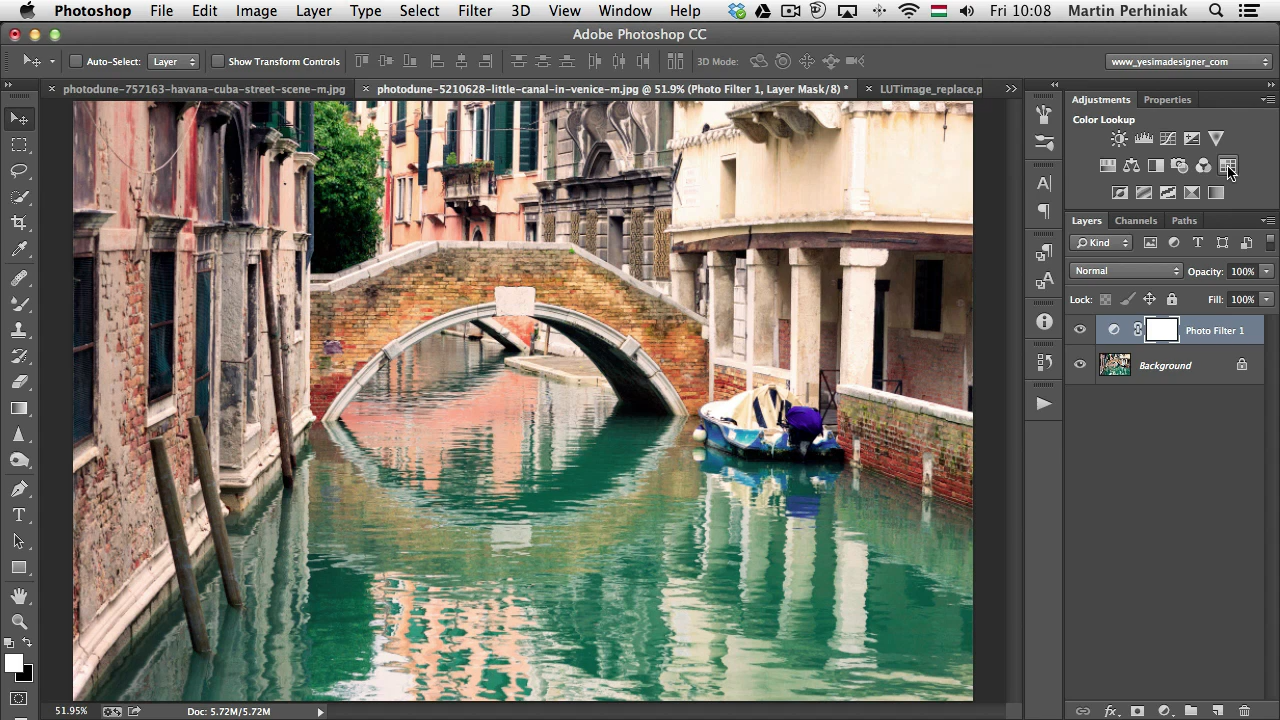 Photoshop File Edit Image Layer Type Select Filter 3D View Window Help Fri 10:08 Martin Perhiniak
Adobe Photoshop CC
Auto-Select: Layer Show Transform Controls 3D Mode: www_yesimadesigner_com
photodune-757163-havana-cuba-street-scene-m.jpg photodune-5210628-little-canal-in-venice-m.jpg @ 51.9% (Photo Filter 1, Layer Mask/8) * LUTimage_replace.p
Adjustments Properties
Color Lookup
Layers Channels Paths
Kind
Normal Opacity: 100%
Lock: Fill: 100%
Photo Filter 1
Background
51.95% Doc: 5.72M/5.72M